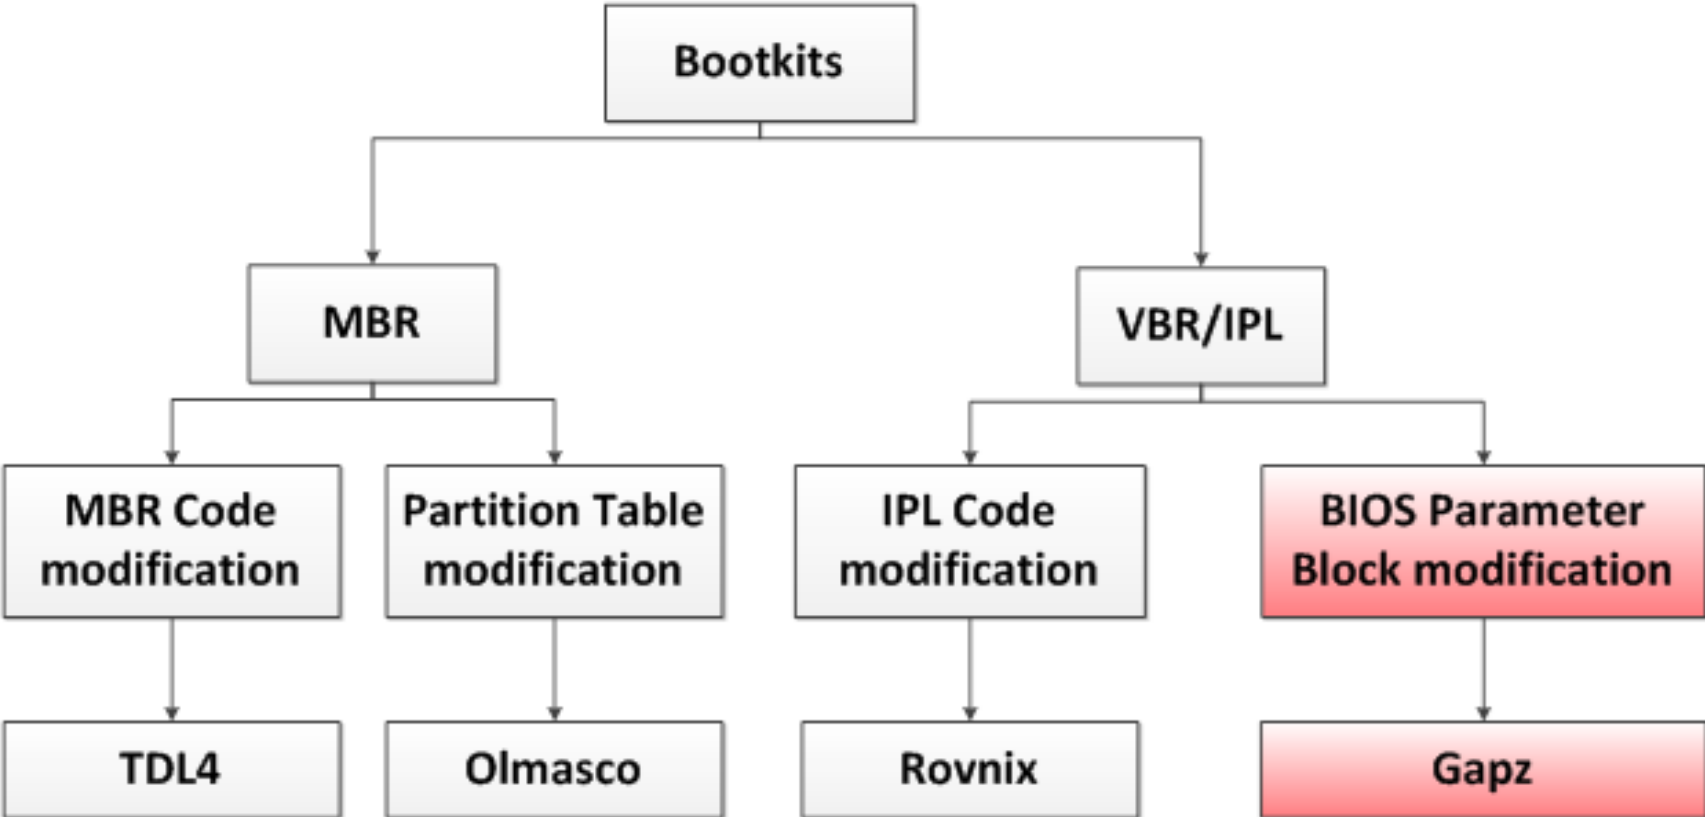 Bootkits
MBR
VBR/IPL
MBR Code
modification
Partition Table
modification
IPL Code
modification
BIOS Parameter
Block modification
TDL4
Olmasco
Rovnix
Gapz